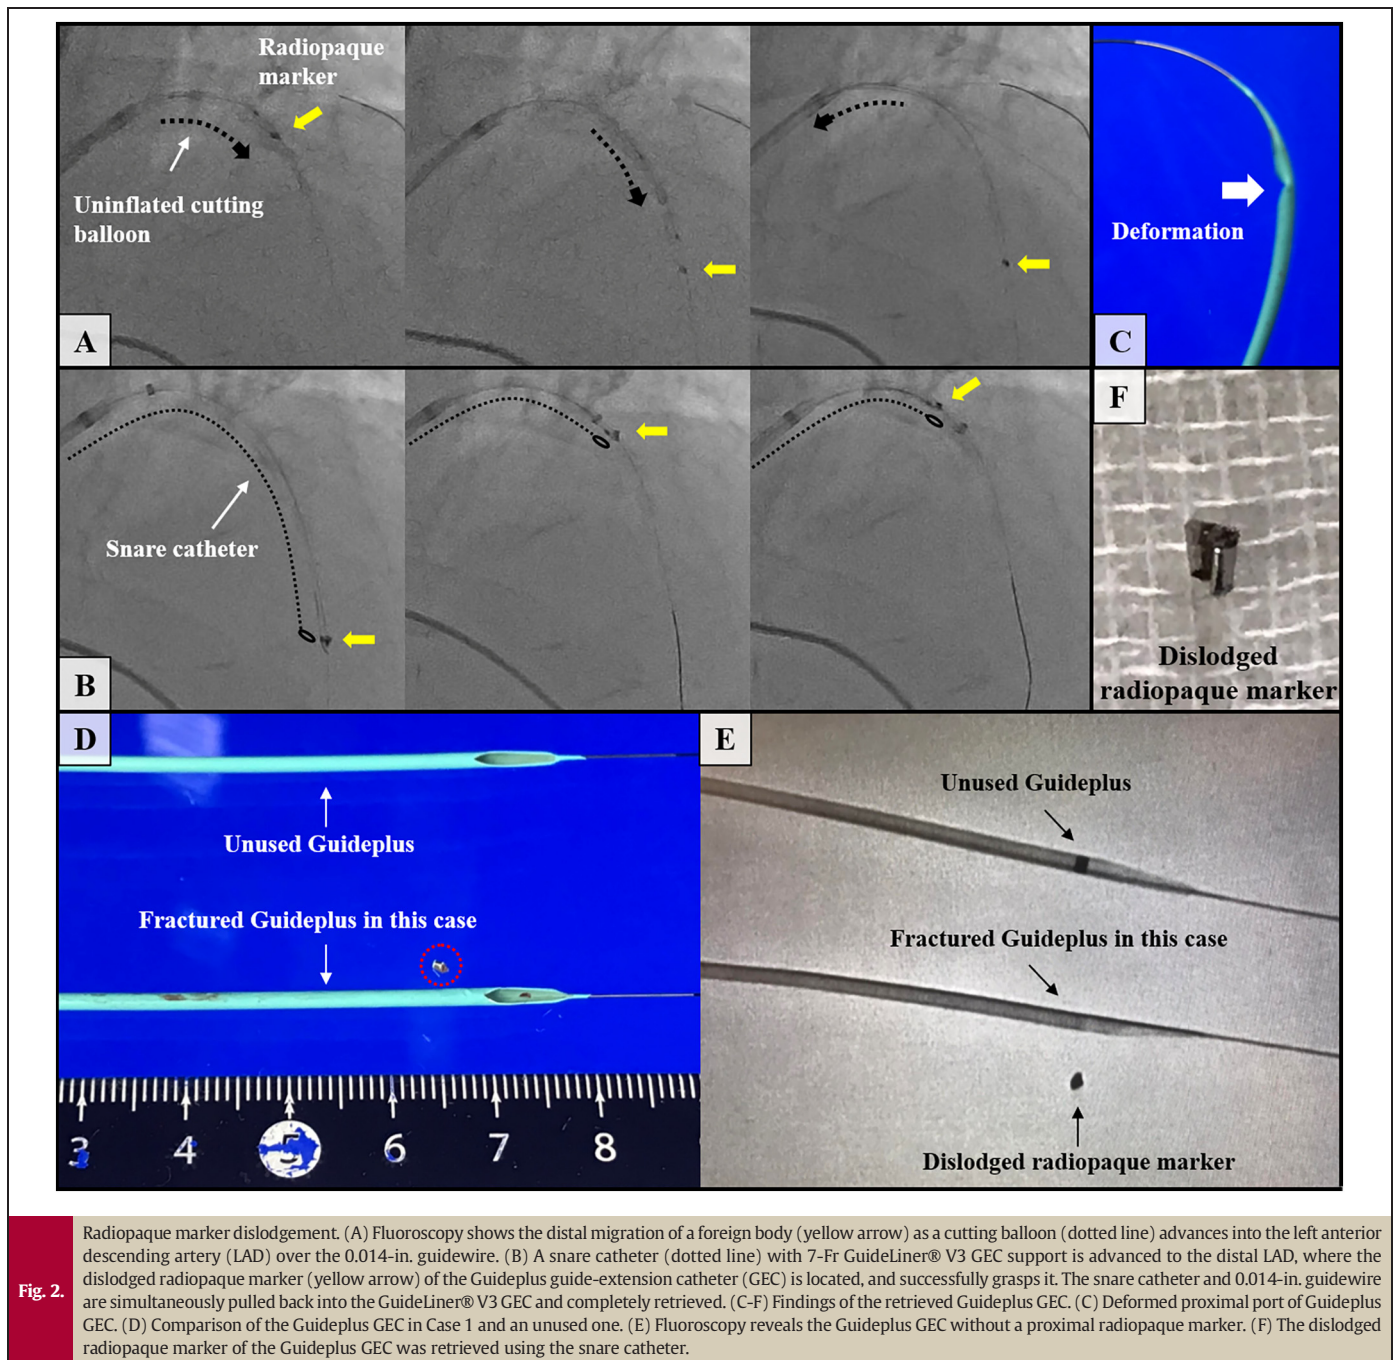 Radiopaque
marker
Uninflated cutting
balloon
A
Deformation
C
Snare catheter
B
F
Dislodged
radiopaque marker
D
Unused Guideplus
Fractured Guideplus in this case
3 4 5 6 7 8
E
Unused Guideplus
Fractured Guideplus in this case
Dislodged radiopaque marker
Fig. 2.
Radiopaque marker dislodgement. (A) Fluoroscopy shows the distal migration of a foreign body (yellow arrow) as a cutting balloon (dotted line) advances into the left anterior
descending artery (LAD) over the 0.014-in. guidewire. (B) A snare catheter (dotted line) with 7-Fr GuideLiner® V3 GEC support is advanced to the distal LAD, where the
dislodged radiopaque marker (yellow arrow) of the Guideplus guide-extension catheter (GEC) is located, and successfully grasps it. The snare catheter and 0.014-in. guidewire
are simultaneously pulled back into the GuideLiner® V3 GEC and completely retrieved. (C-F) Findings of the retrieved Guideplus GEC. (C) Deformed proximal port of Guideplus
GEC. (D) Comparison of the Guideplus GEC in Case 1 and an unused one. (E) Fluoroscopy reveals the Guideplus GEC without a proximal radiopaque marker. (F) The dislodged
radiopaque marker of the Guideplus GEC was retrieved using the snare catheter.